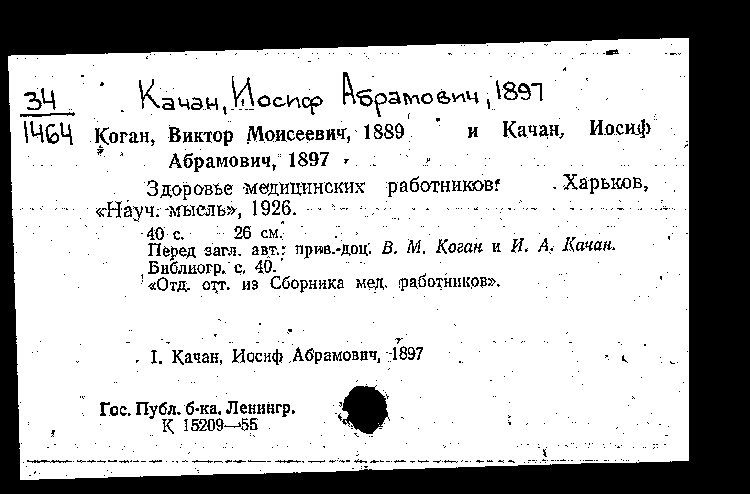 Качан, Иосиф Абрамович, 1897
34
1464
Коган, Виктор Моисеевич, 1889 и Качан, Иосиф
Абрамович, 1897
Здоровье медицинских работников. Харьков,
«Науч. мысль», 1926.
40 с. 26 см.
Перед загл. авт.: прив.-доц. В. М. Коган и И. А. Качан.
Библиогр. с. 40.
«Отд. отт. из Сборника мед. работников».
I. Качан, Иосиф Абрамович, 1897
Гос. Публ. б-ка. Ленингр.
К 15209—55